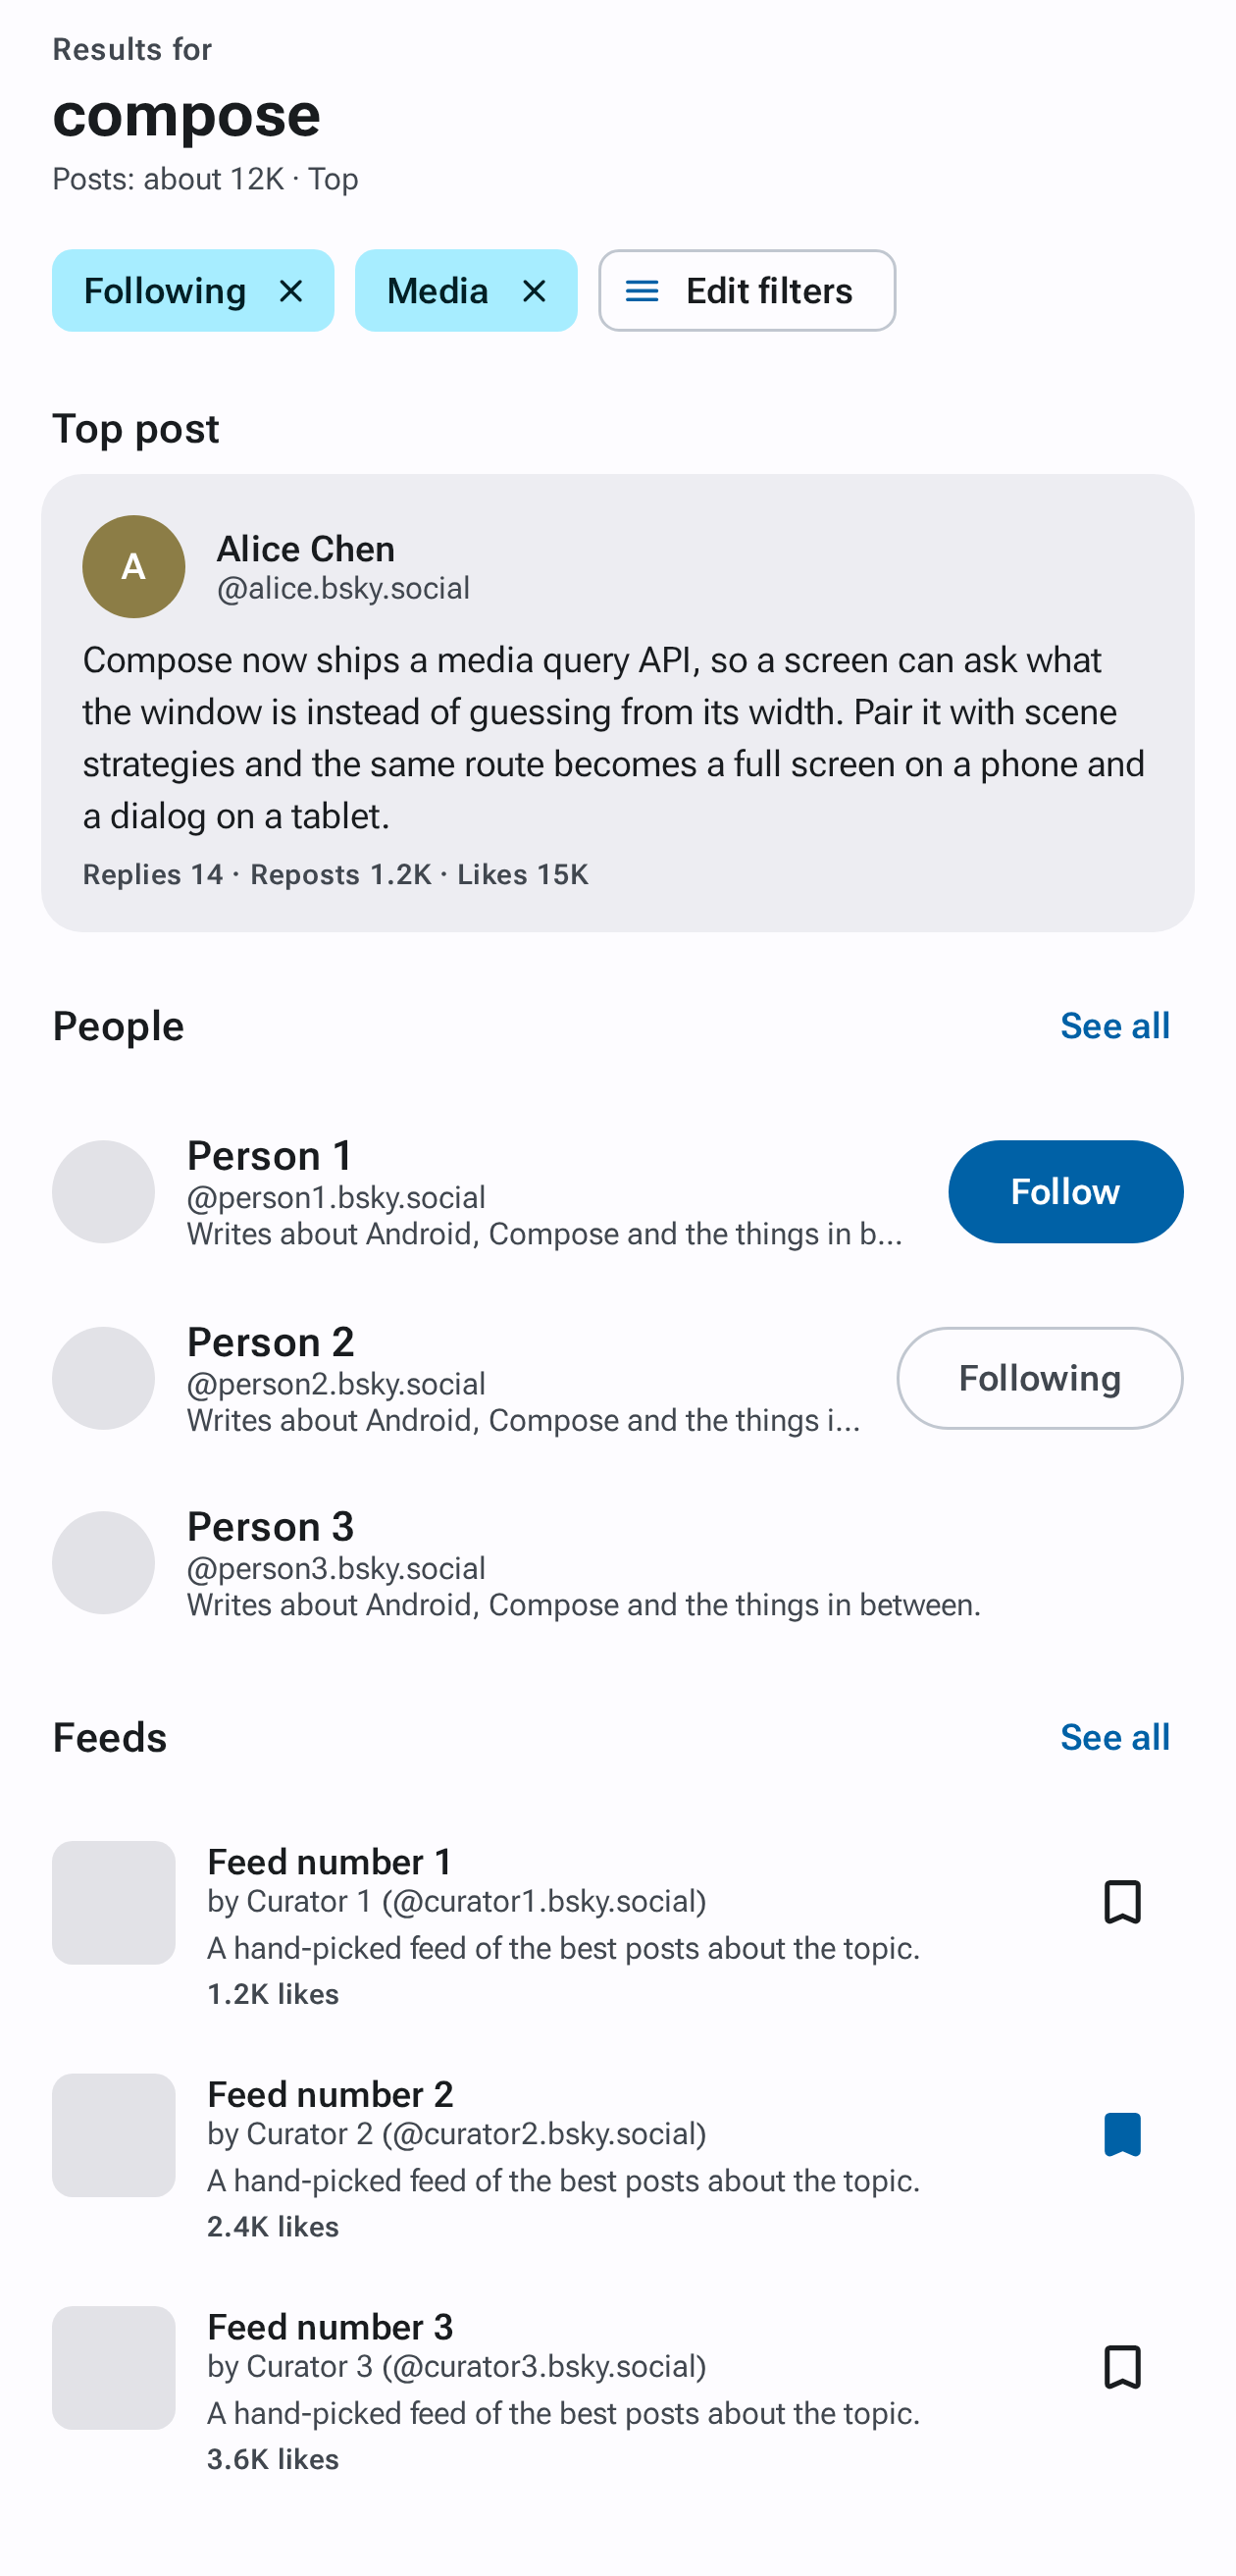 Results for
compose
Posts: about 12K · Top
Following
Media
Edit filters
Top post
A
Alice Chen
@alice.bsky.social
Compose now ships a media query API, so a screen can ask what
the window is instead of guessing from its width. Pair it with scene
strategies and the same route becomes a full screen on a phone and
a dialog on a tablet.
Replies 14 · Reposts 1.2K · Likes 15K
People
See all
Person 1
@person1.bsky.social
Writes about Android, Compose and the things in b...
Follow
Person 2
@person2.bsky.social
Writes about Android, Compose and the things i...
Following
Person 3
@person3.bsky.social
Writes about Android, Compose and the things in between.
Feeds
See all
Feed number 1
by Curator 1 (@curator1.bsky.social)
A hand-picked feed of the best posts about the topic.
1.2K likes
Feed number 2
by Curator 2 (@curator2.bsky.social)
A hand-picked feed of the best posts about the topic.
2.4K likes
Feed number 3
by Curator 3 (@curator3.bsky.social)
A hand-picked feed of the best posts about the topic.
3.6K likes